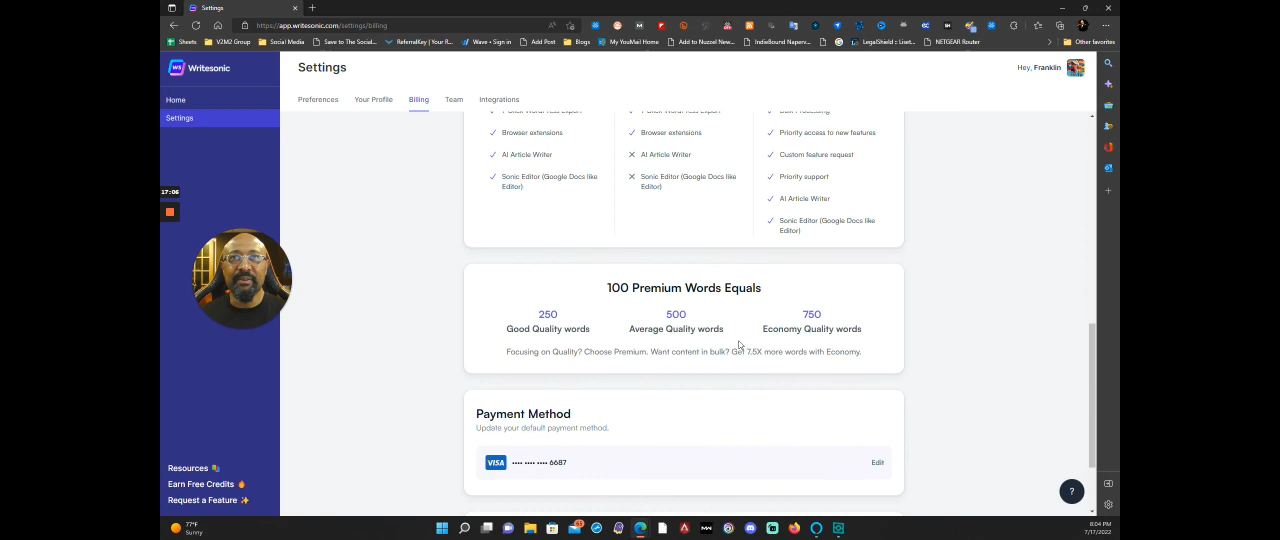 Settings
https://app.writesonic.com/settings/billing
Sheets
V2M2 Group
Social Media
Save to The Social...
ReferralKey | Your R...
Wave • Sign in
Add Post
Blogs
My YouMail Home
Add to Nuzzel New...
IndieBound Napers...
LegalShield :: Liset...
NETGEAR Router
Other favorites
WS Writesonic
Settings
Hey, Franklin
Home
Settings
Preferences
Your Profile
Billing
Team
Integrations
Browser extensions
AI Article Writer
Sonic Editor (Google Docs like
Editor)
Browser extensions
AI Article Writer
Sonic Editor (Google Docs like
Editor)
Priority access to new features
Custom feature request
Priority support
AI Article Writer
Sonic Editor (Google Docs like
Editor)
17:06
100 Premium Words Equals
250
Good Quality words
500
Average Quality words
750
Economy Quality words
Focusing on Quality? Choose Premium. Want content in bulk? Get 7.5X more words with Economy.
Payment Method
Update your default payment method.
VISA •••• •••• •••• 6687
Edit
Resources
Earn Free Credits
Request a Feature
?
77°F
Sunny
8:04 PM
7/17/2022